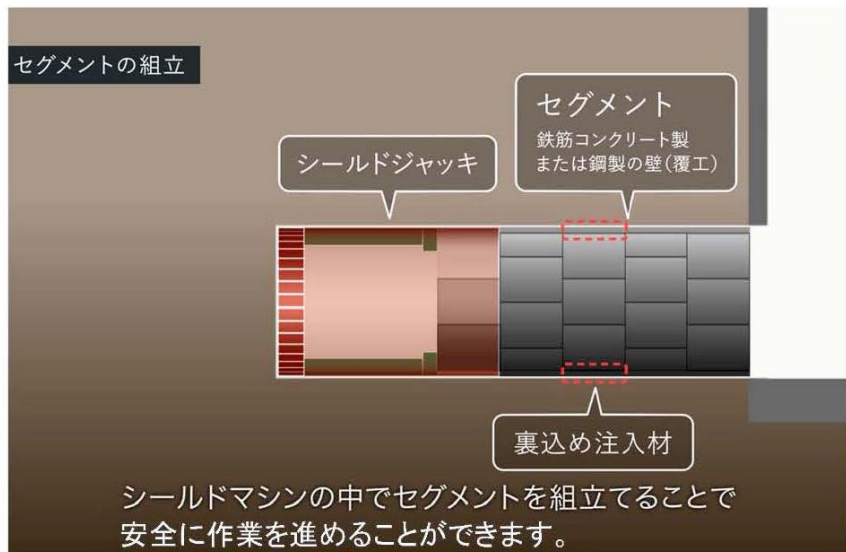 セグメントの組立
セグメント
鉄筋コンクリート製
または鋼製の壁(覆工)
シールドジャッキ
裏込め注入材
シールドマシンの中でセグメントを組立てることで
安全に作業を進めることができます。